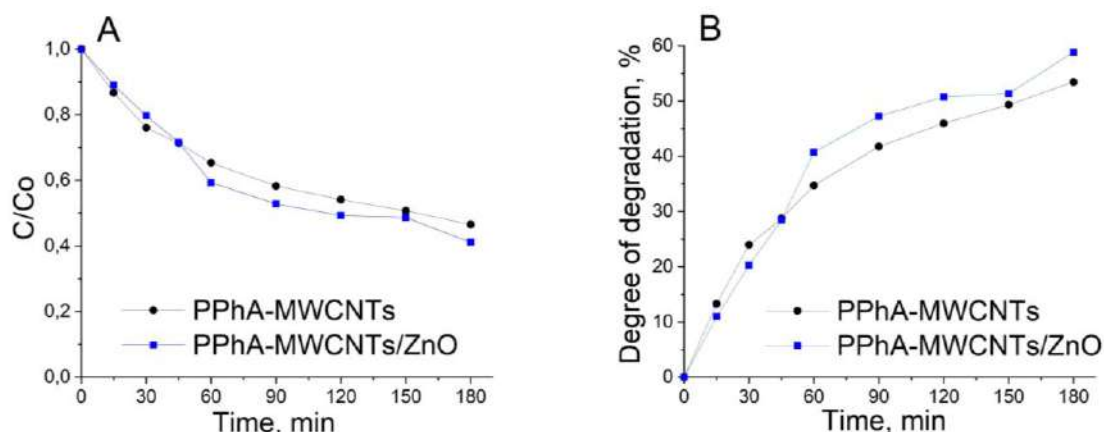 A
1,0
0,8
0,6
0,4
0,2
0,0
C/Co
PPhA-MWCNTs
PPhA-MWCNTs/ZnO
0 30 60 90 120 150 180
Time, min
B
60
50
40
30
20
10
0
Degree of degradation, %
PPhA-MWCNTs
PPhA-MWCNTs/ZnO
0 30 60 90 120 150 180
Time, min